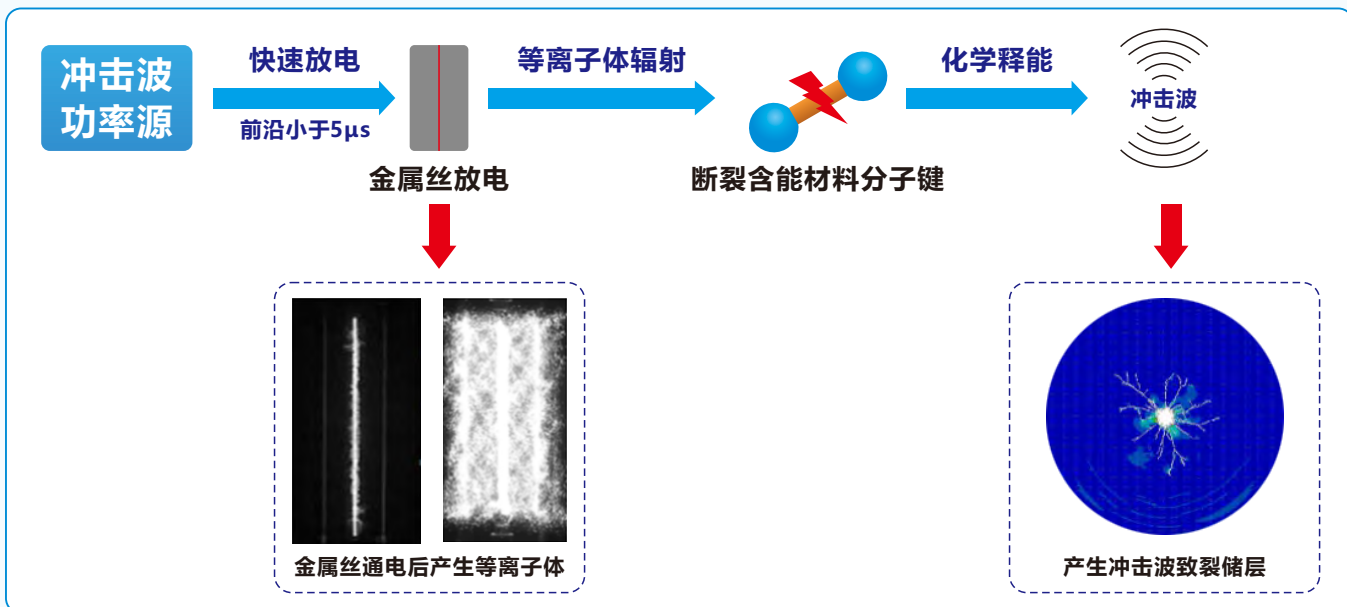 冲击波
功率源
快速放电
前沿小于5μs
金属丝放电
等离子体辐射
断裂含能材料分子键
化学释能
冲击波
金属丝通电后产生等离子体
产生冲击波致裂储层